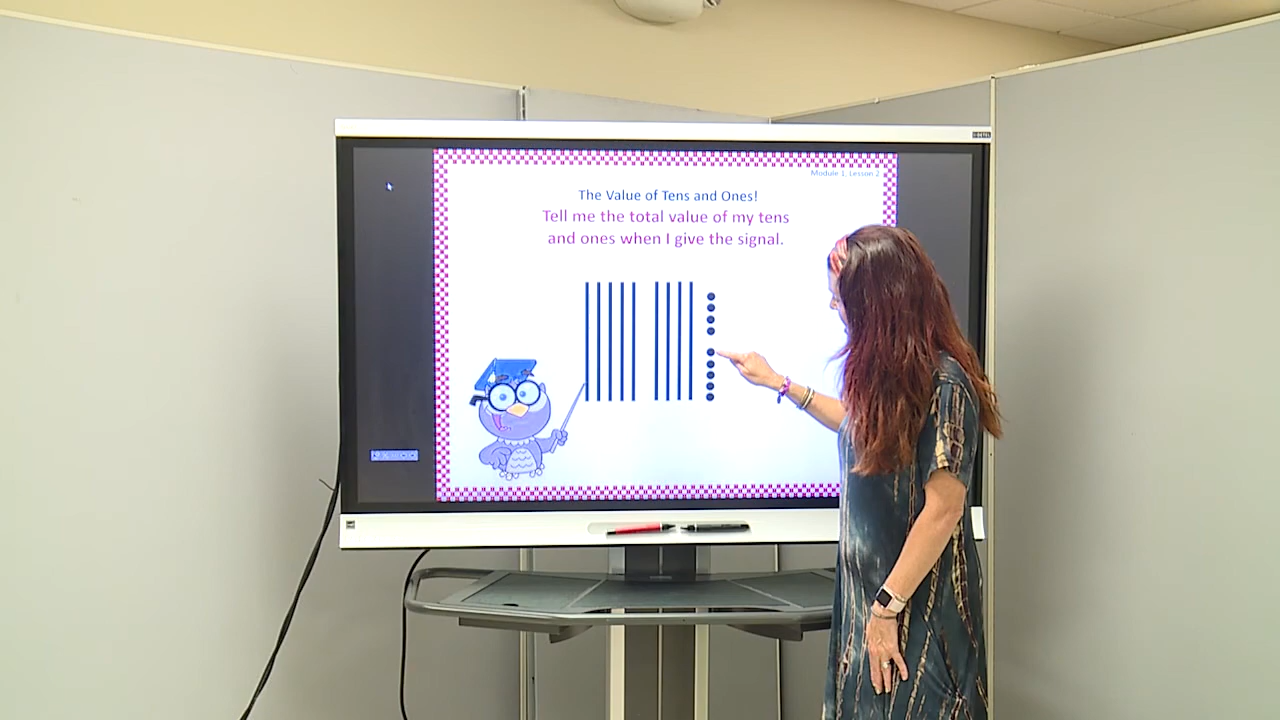 Module 1, Lesson 2
The Value of Tens and Ones!
Tell me the total value of my tens
and ones when I give the signal.